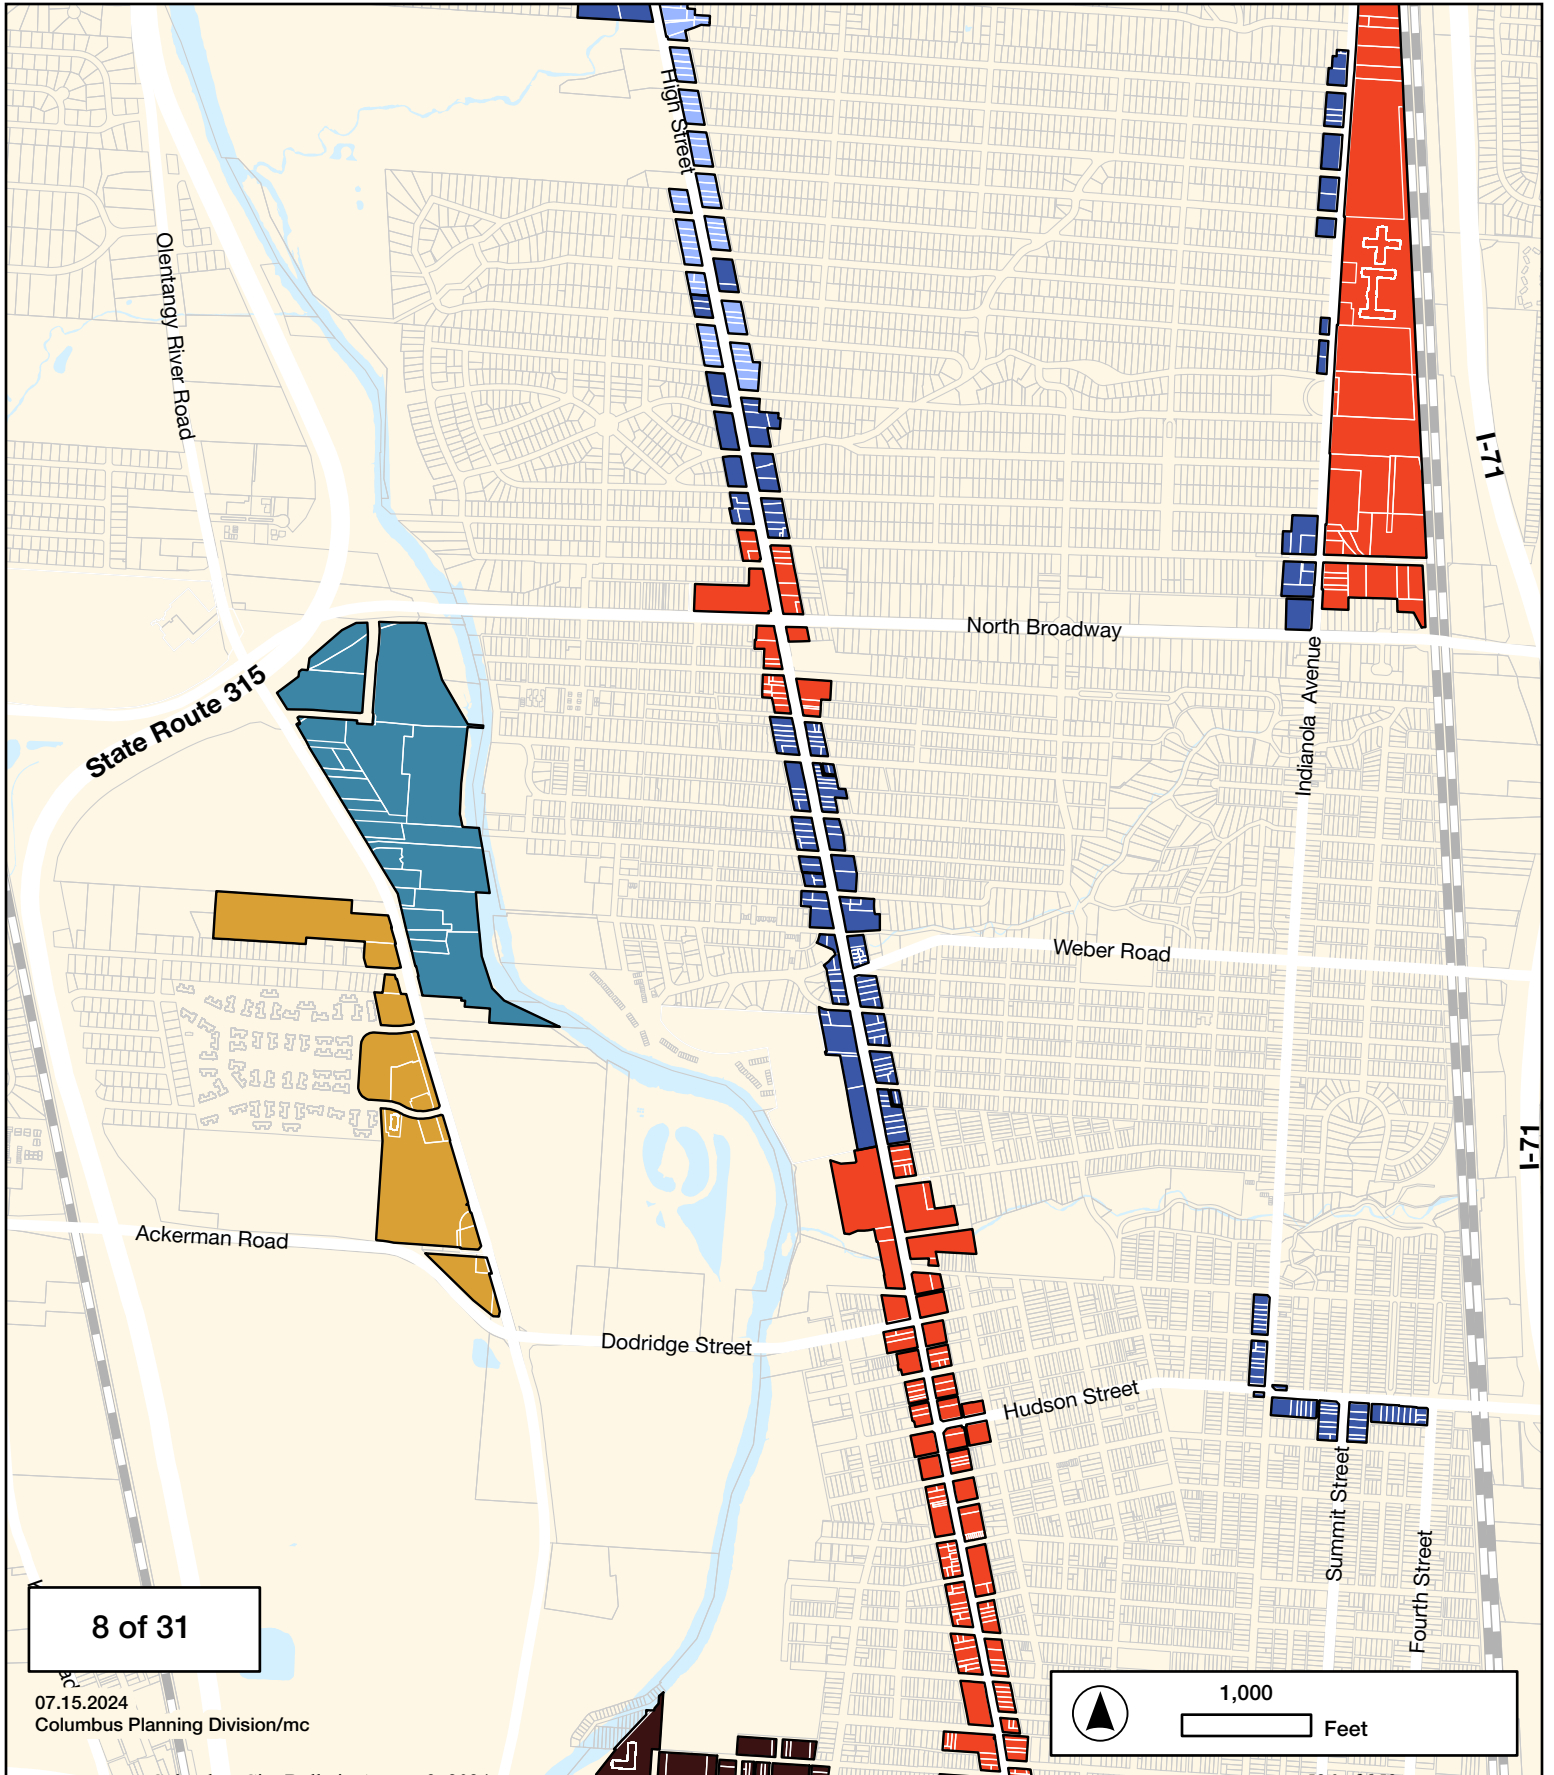 High Street
Olentangy River Road
I-71
North Broadway
State Route 315
Indianola Avenue
Weber Road
I-71
Ackerman Road
Dodridge Street
Hudson Street
Summit Street
Fourth Street
8 of 31
07.15.2024
Columbus Planning Division/mc
1,000
Feet